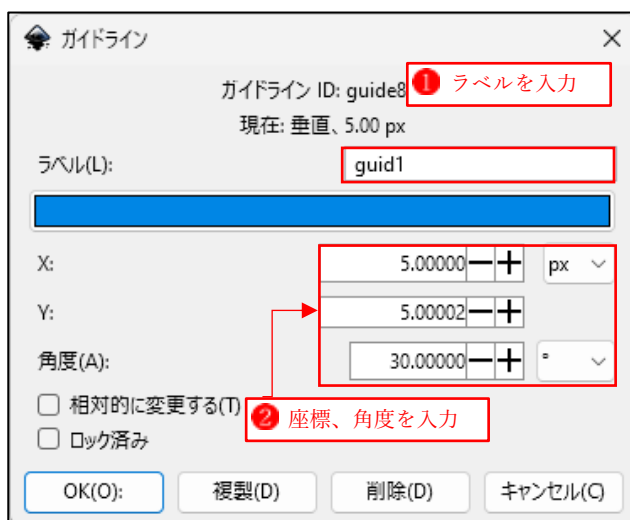 ガイドライン
ガイドライン ID: guide8
❶ ラベルを入力
現在: 垂直、5.00 px
ラベル(L):
guid1
X:
5.00000
px
Y:
5.00002
角度(A):
30.00000
°
相対的に変更する(T)
❷ 座標、角度を入力
ロック済み
OK(O):
複製(D)
削除(D)
キャンセル(C)